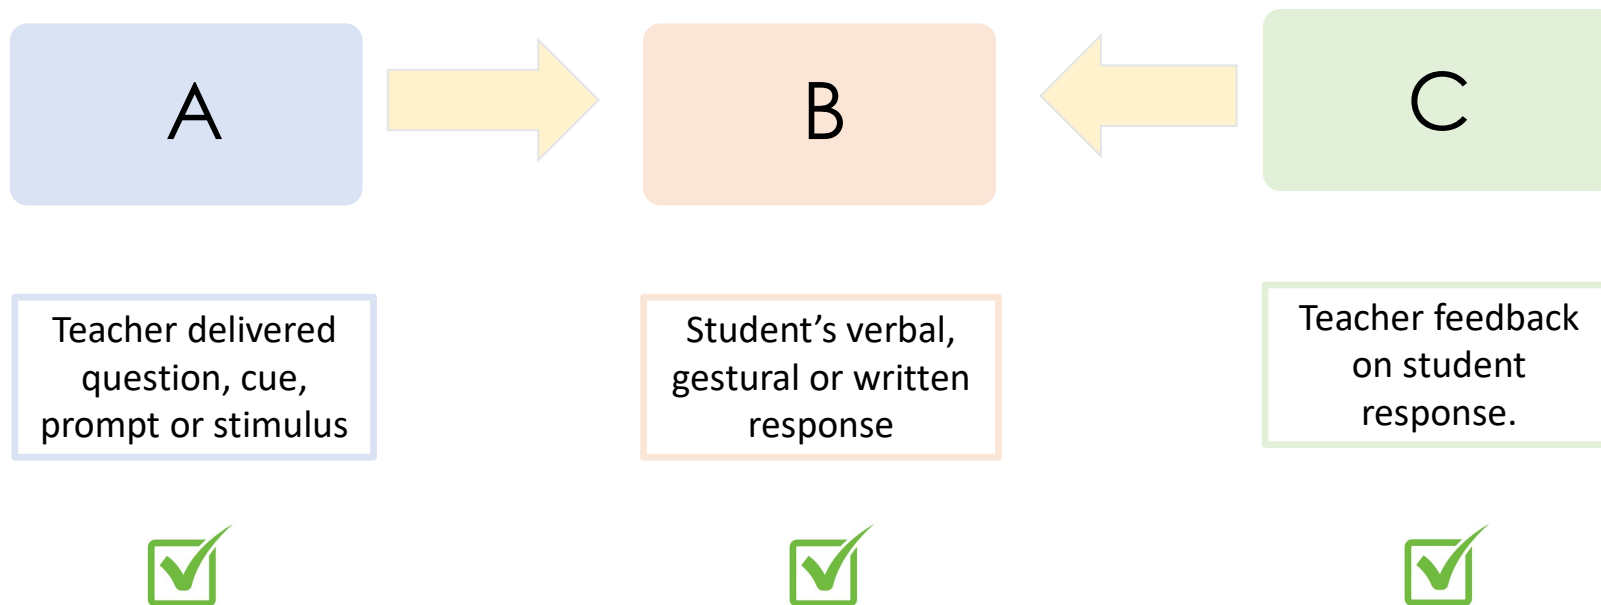 A
B
C
Teacher delivered
question, cue,
prompt or stimulus
Student’s verbal,
gestural or written
response
Teacher feedback
on student
response.